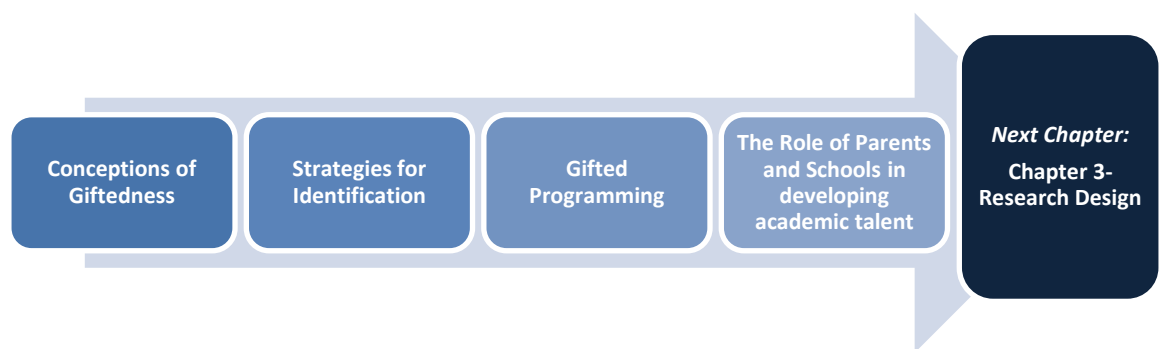 Conceptions of
Giftedness
Strategies for
Identification
Gifted
Programming
The Role of Parents
and Schools in
developing
academic talent
Next Chapter:
Chapter 3-
Research Design